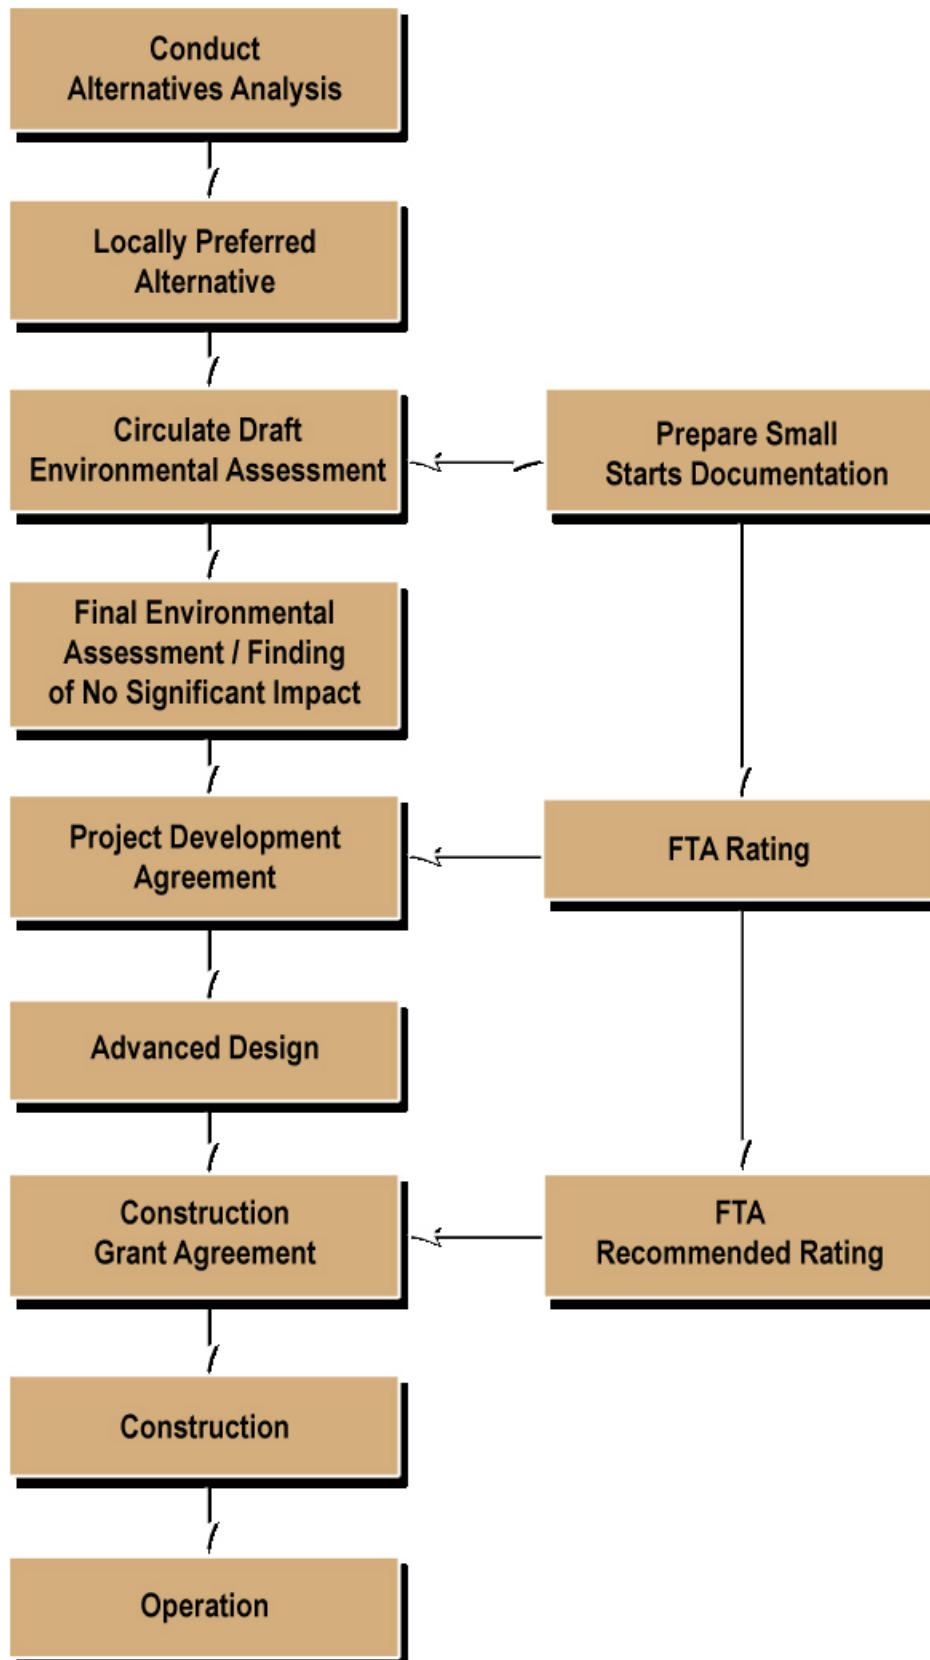 Conduct
Alternatives Analysis
Locally Preferred
Alternative
Circulate Draft
Environmental Assessment
Prepare Small
Starts Documentation
Final Environmental
Assessment / Finding
of No Significant Impact
Project Development
Agreement
FTA Rating
Advanced Design
Construction
Grant Agreement
FTA
Recommended Rating
Construction
Operation